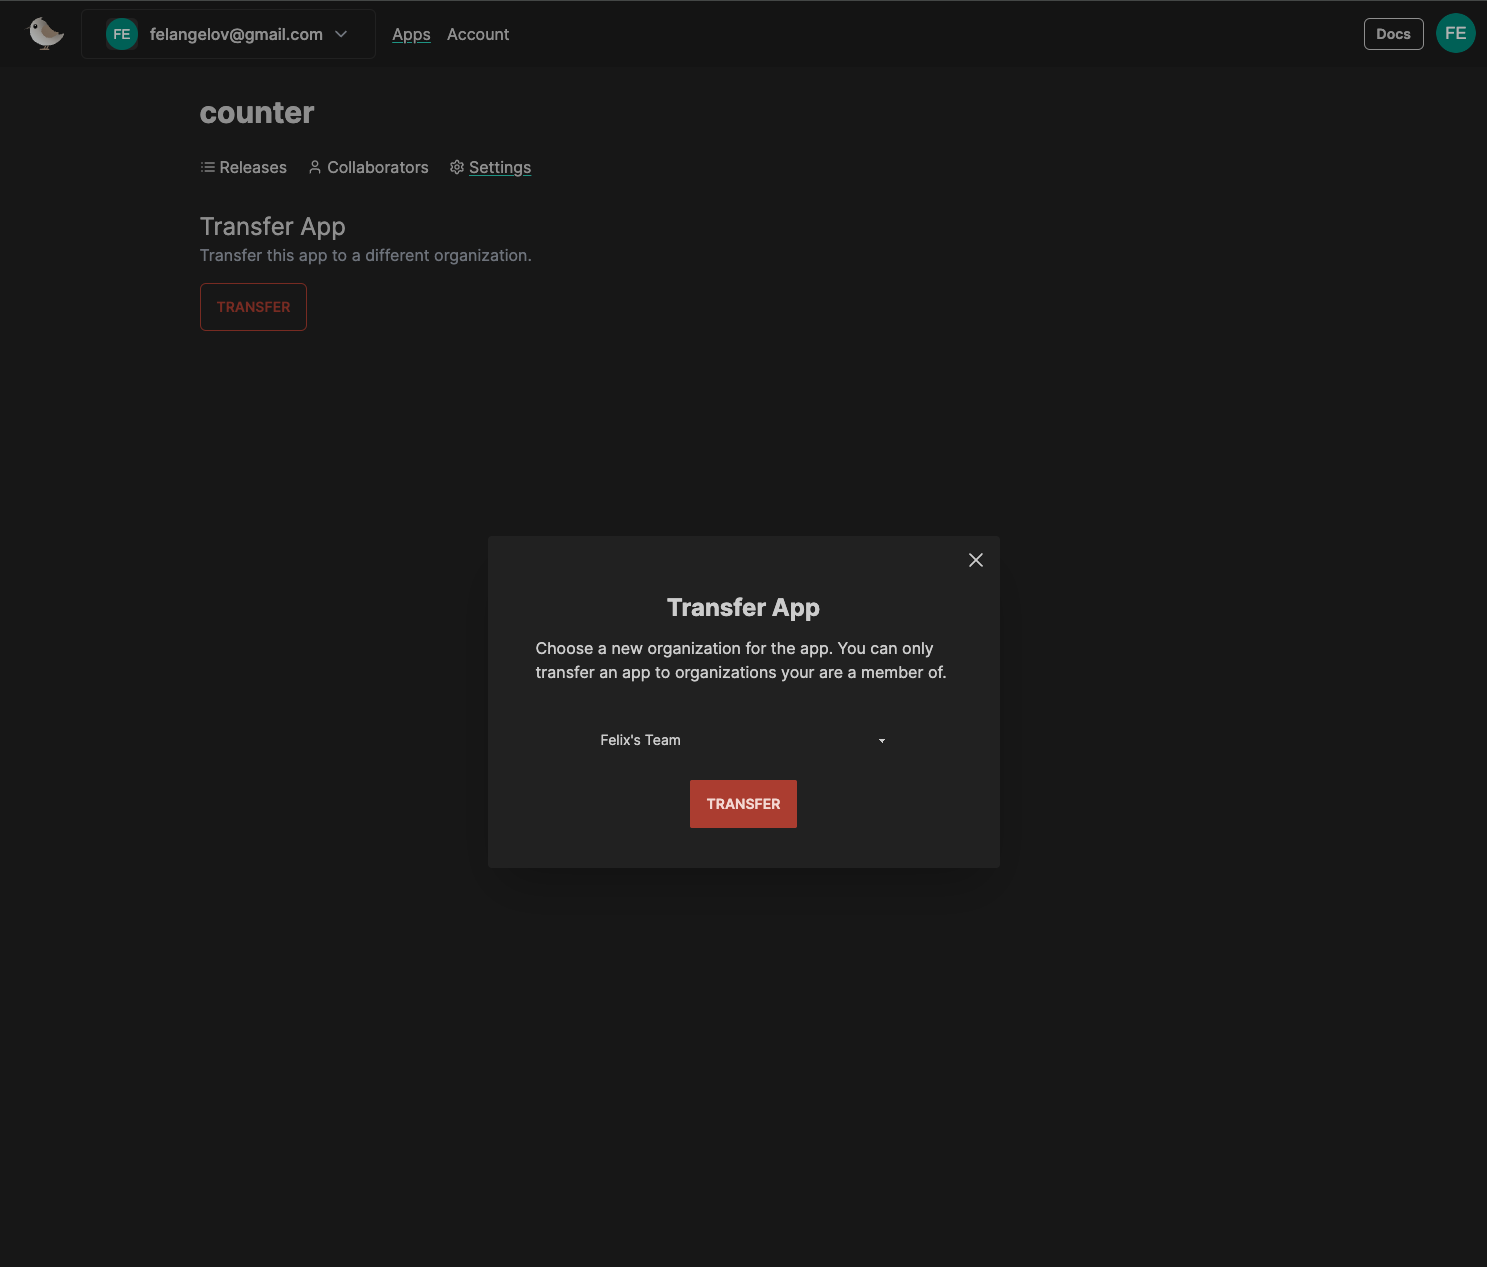 FE felangelov@gmail.com Apps Account Docs FE
counter
Releases Collaborators Settings
Transfer App
Transfer this app to a different organization.
TRANSFER
Transfer App
Choose a new organization for the app. You can only
transfer an app to organizations your are a member of.
Felix's Team
TRANSFER